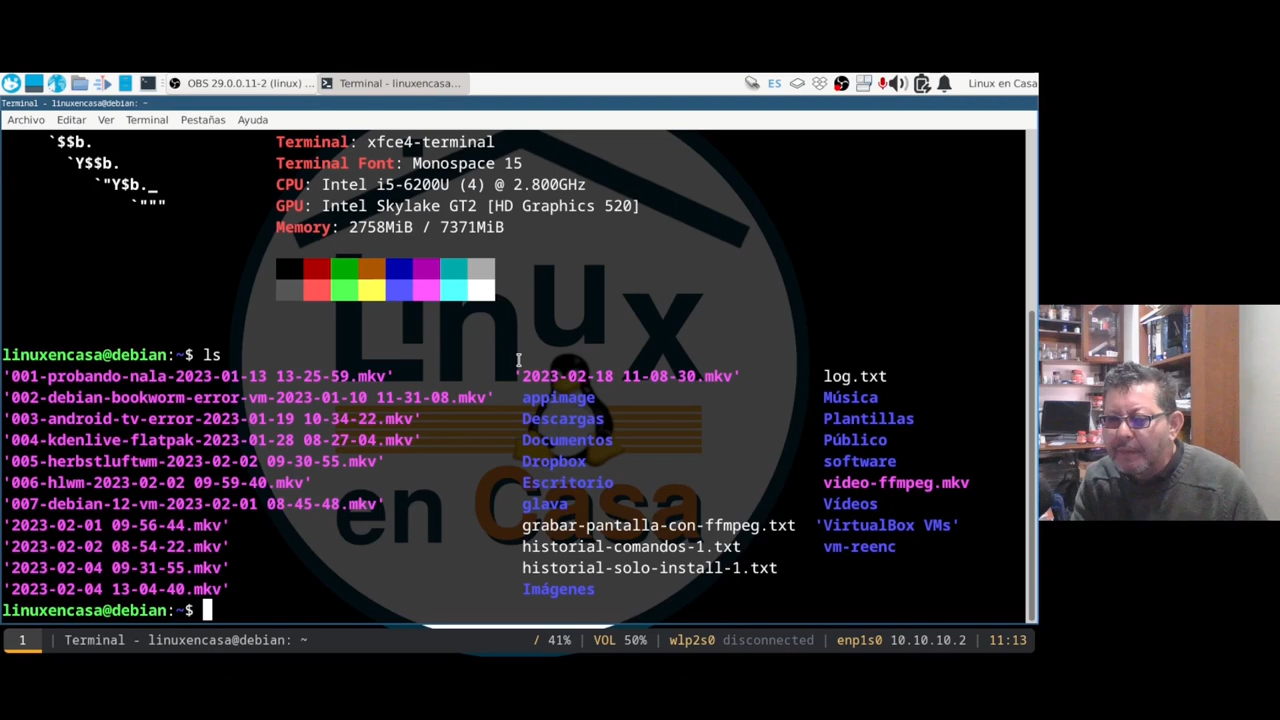 OBS 29.0.0.11-2 (linux) ... Terminal - linuxencasa... ES Linux en Casa
Terminal - linuxencasa@debian: ~
Archivo Editar Ver Terminal Pestañas Ayuda
`$$b. Terminal: xfce4-terminal
`Y$$b. Terminal Font: Monospace 15
`"Y$b._ CPU: Intel i5-6200U (4) @ 2.800GHz
`""" GPU: Intel Skylake GT2 [HD Graphics 520]
Memory: 2758MiB / 7371MiB
Linux
en Casa
linuxencasa@debian:~$ ls
'001-probando-nala-2023-01-13 13-25-59.mkv' '2023-02-18 11-08-30.mkv' log.txt
'002-debian-bookworm-error-vm-2023-01-10 11-31-08.mkv' appimage Música
'003-android-tv-error-2023-01-19 10-34-22.mkv' Descargas Plantillas
'004-kdenlive-flatpak-2023-01-28 08-27-04.mkv' Documentos Público
'005-herbstluftwm-2023-02-02 09-30-55.mkv' Dropbox software
'006-hlwm-2023-02-02 09-59-40.mkv' Escritorio video-ffmpeg.mkv
'007-debian-12-vm-2023-02-01 08-45-48.mkv' glava Vídeos
'2023-02-01 09-56-44.mkv' grabar-pantalla-con-ffmpeg.txt 'VirtualBox VMs'
'2023-02-02 08-54-22.mkv' historial-comandos-1.txt vm-reenc
'2023-02-04 09-31-55.mkv' historial-solo-install-1.txt
'2023-02-04 13-04-40.mkv' Imágenes
linuxencasa@debian:~$
1 | Terminal - linuxencasa@debian: ~ / 41% | VOL 50% | wlp2s0 disconnected | enp1s0 10.10.10.2 | 11:13